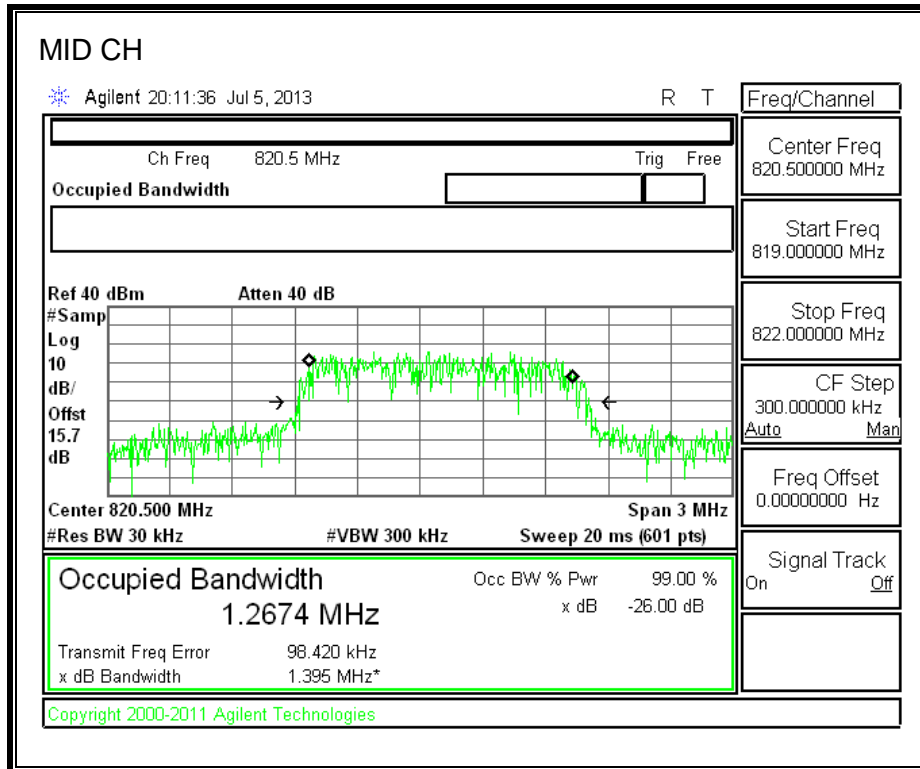 MID CH
Agilent 20:11:36 Jul 5, 2013 R T
Freq/Channel
Ch Freq 820.5 MHz Trig Free
Occupied Bandwidth
Center Freq
820.500000 MHz
Start Freq
819.000000 MHz
Stop Freq
822.000000 MHz
CF Step
300.000000 kHz
Auto Man
Freq Offset
0.00000000 Hz
Signal Track
On Off
Ref 40 dBm Atten 40 dB
#Samp
Log
10
dB/
Offst
15.7
dB
Center 820.500 MHz Span 3 MHz
#Res BW 30 kHz #VBW 300 kHz Sweep 20 ms (601 pts)
Occupied Bandwidth Occ BW % Pwr 99.00 %
1.2674 MHz x dB -26.00 dB
Transmit Freq Error 98.420 kHz
x dB Bandwidth 1.395 MHz*
Copyright 2000-2011 Agilent Technologies